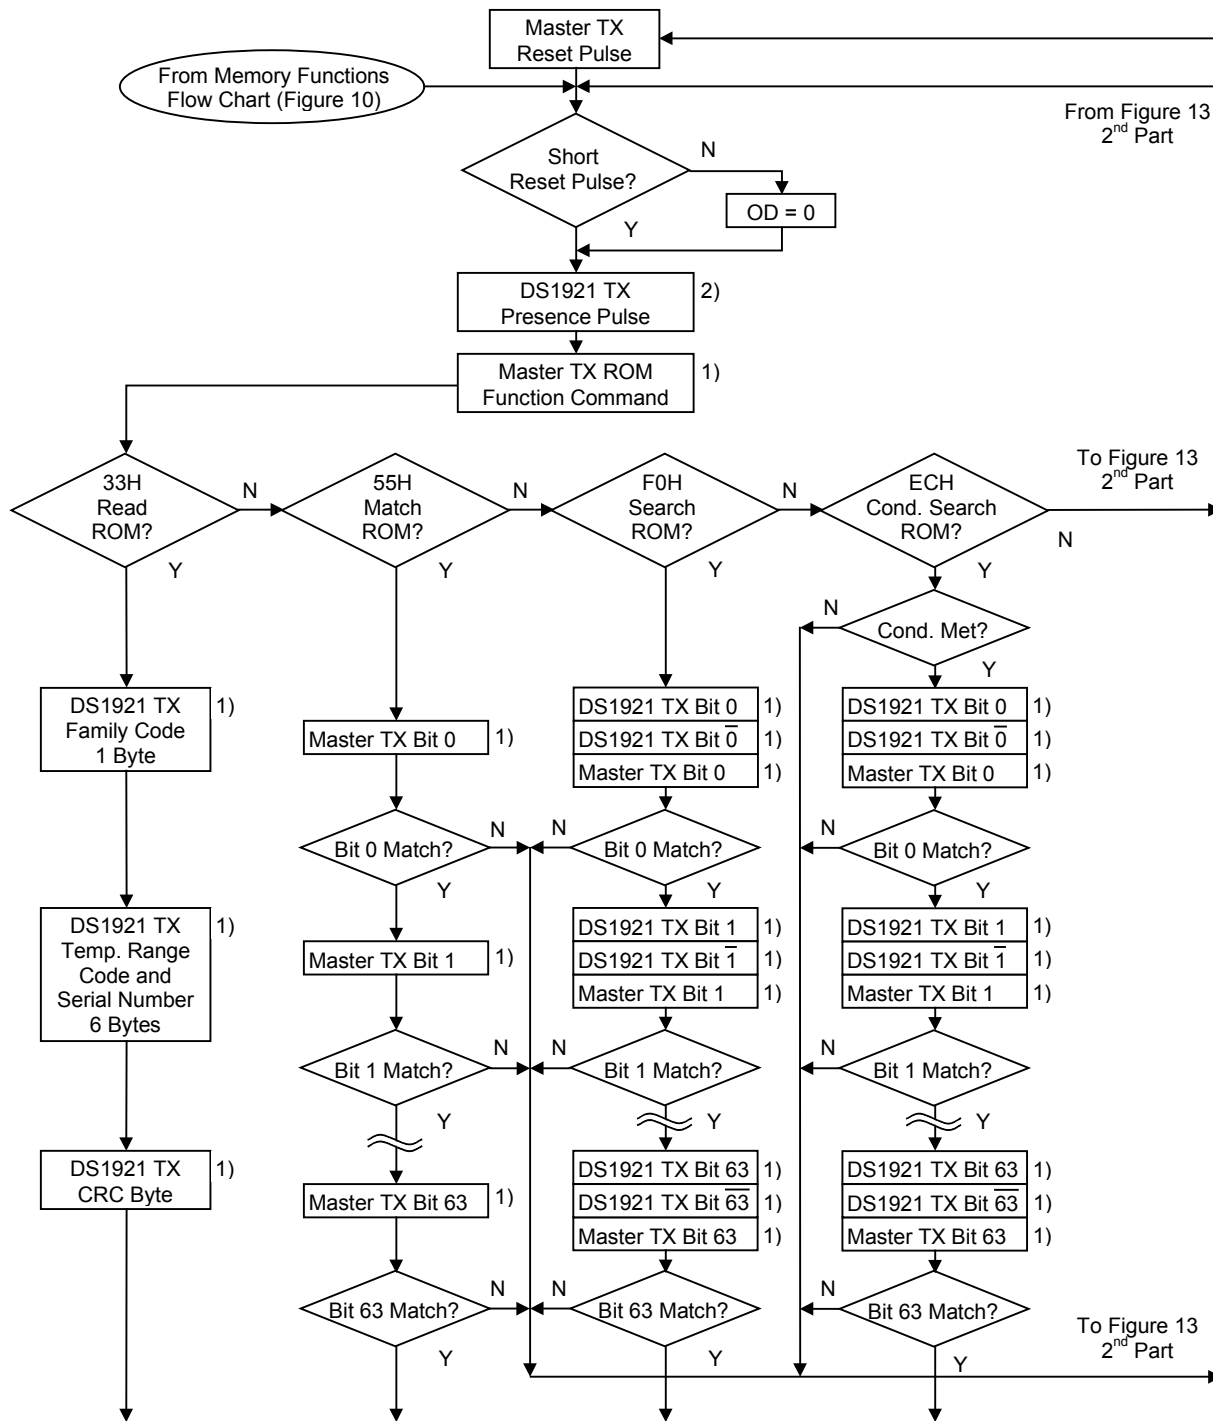 Master TX
Reset Pulse
From Memory Functions
Flow Chart (Figure 10)
From Figure 13
2nd Part
Short
Reset Pulse?
N
OD = 0
Y
DS1921 TX
Presence Pulse
2)
Master TX ROM
Function Command
1)
33H
Read
ROM?
N
Y
55H
Match
ROM?
N
Y
F0H
Search
ROM?
N
Y
ECH
Cond. Search
ROM?
N
Y
To Figure 13
2nd Part
N
Cond. Met?
Y
DS1921 TX
Family Code
1 Byte
1)
Master TX Bit 0
1)
DS1921 TX Bit 0
1)
DS1921 TX Bit 0̅
1)
Master TX Bit 0
1)
DS1921 TX Bit 0
1)
DS1921 TX Bit 0̅
1)
Master TX Bit 0
1)
Bit 0 Match?
N
Y
N
Bit 0 Match?
Y
N
Bit 0 Match?
Y
DS1921 TX
Temp. Range
Code and
Serial Number
6 Bytes
1)
Master TX Bit 1
1)
DS1921 TX Bit 1
1)
DS1921 TX Bit 1̅
1)
Master TX Bit 1
1)
DS1921 TX Bit 1
1)
DS1921 TX Bit 1̅
1)
Master TX Bit 1
1)
Bit 1 Match?
N
Y
N
Bit 1 Match?
Y
N
Bit 1 Match?
Y
DS1921 TX
CRC Byte
1)
Master TX Bit 63
1)
DS1921 TX Bit 63
1)
DS1921 TX Bit 6̅3̅
1)
Master TX Bit 63
1)
DS1921 TX Bit 63
1)
DS1921 TX Bit 6̅3̅
1)
Master TX Bit 63
1)
Bit 63 Match?
N
Y
N
Bit 63 Match?
Y
N
Bit 63 Match?
Y
To Figure 13
2nd Part